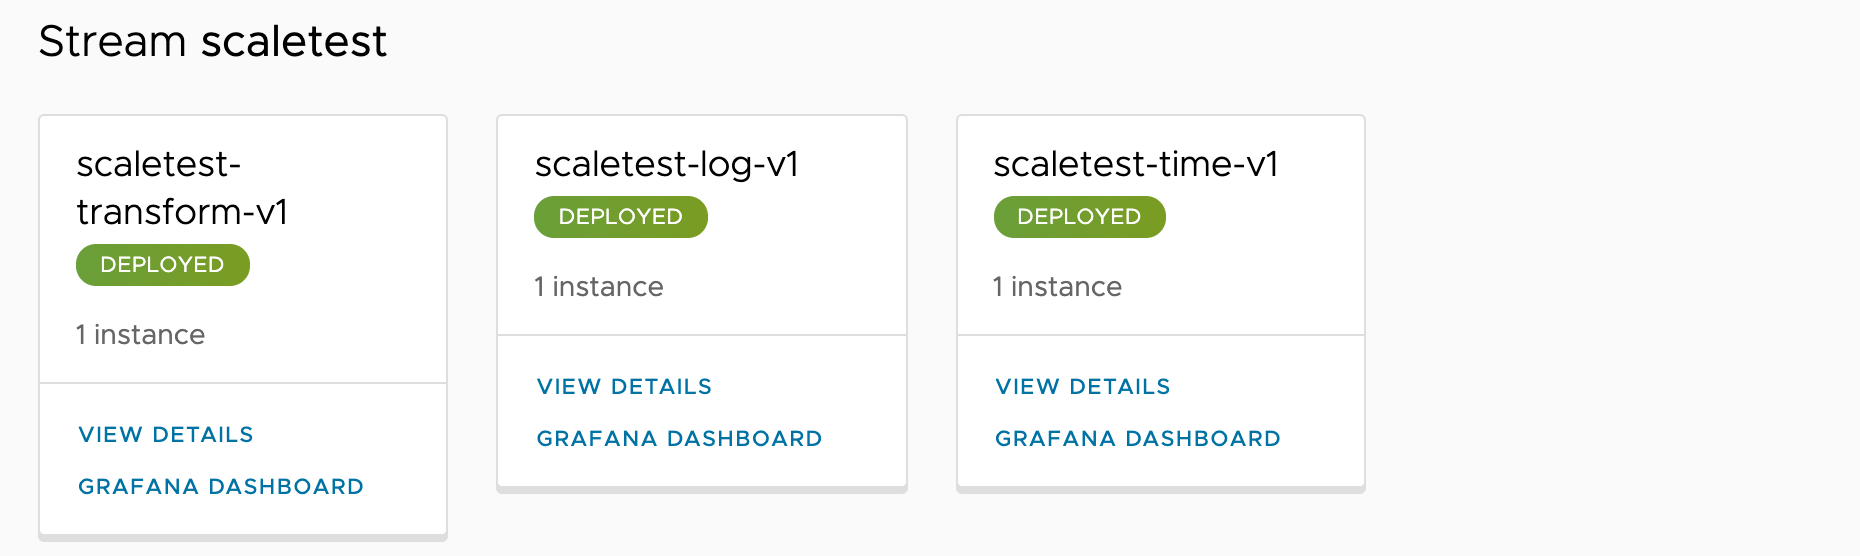 Stream scaletest
scaletest-
transform-v1
DEPLOYED
1 instance
VIEW DETAILS
GRAFANA DASHBOARD
scaletest-log-v1
DEPLOYED
1 instance
VIEW DETAILS
GRAFANA DASHBOARD
scaletest-time-v1
DEPLOYED
1 instance
VIEW DETAILS
GRAFANA DASHBOARD